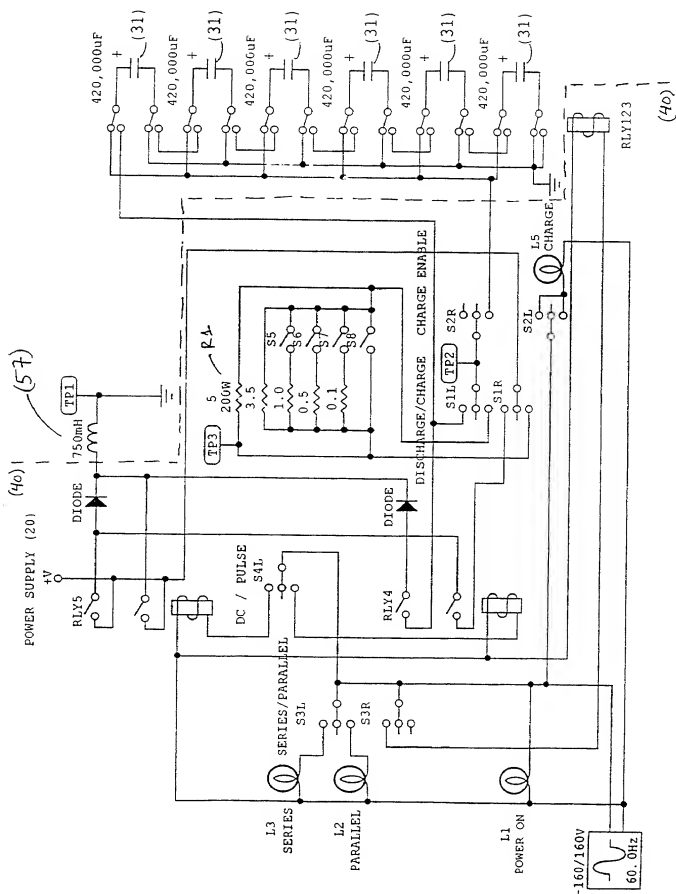 420,000uF
+
(31)
420,000uF
+
(31)
420,000uF
+
(31)
420,000uF
+
(31)
420,000uF
+
(31)
420,000uF
+
(31)
(40)
RLY123
L5
CHARGE
(57)
TP1
750mH
(40)
DIODE
POWER SUPPLY (20)
+V
RLY5
TP3
5
200W
R1
3.5
1.0
0.5
0.1
S5
S6
S7
S8
DISCHARGE/CHARGE
CHARGE ENABLE
S1L
TP2
S2R
S1R
S2L
DC / PULSE
S4L
DIODE
RLY4
SERIES/PARALLEL
S3L
S3R
L3
SERIES
L2
PARALLEL
L1
POWER ON
-160/160V
60.0Hz